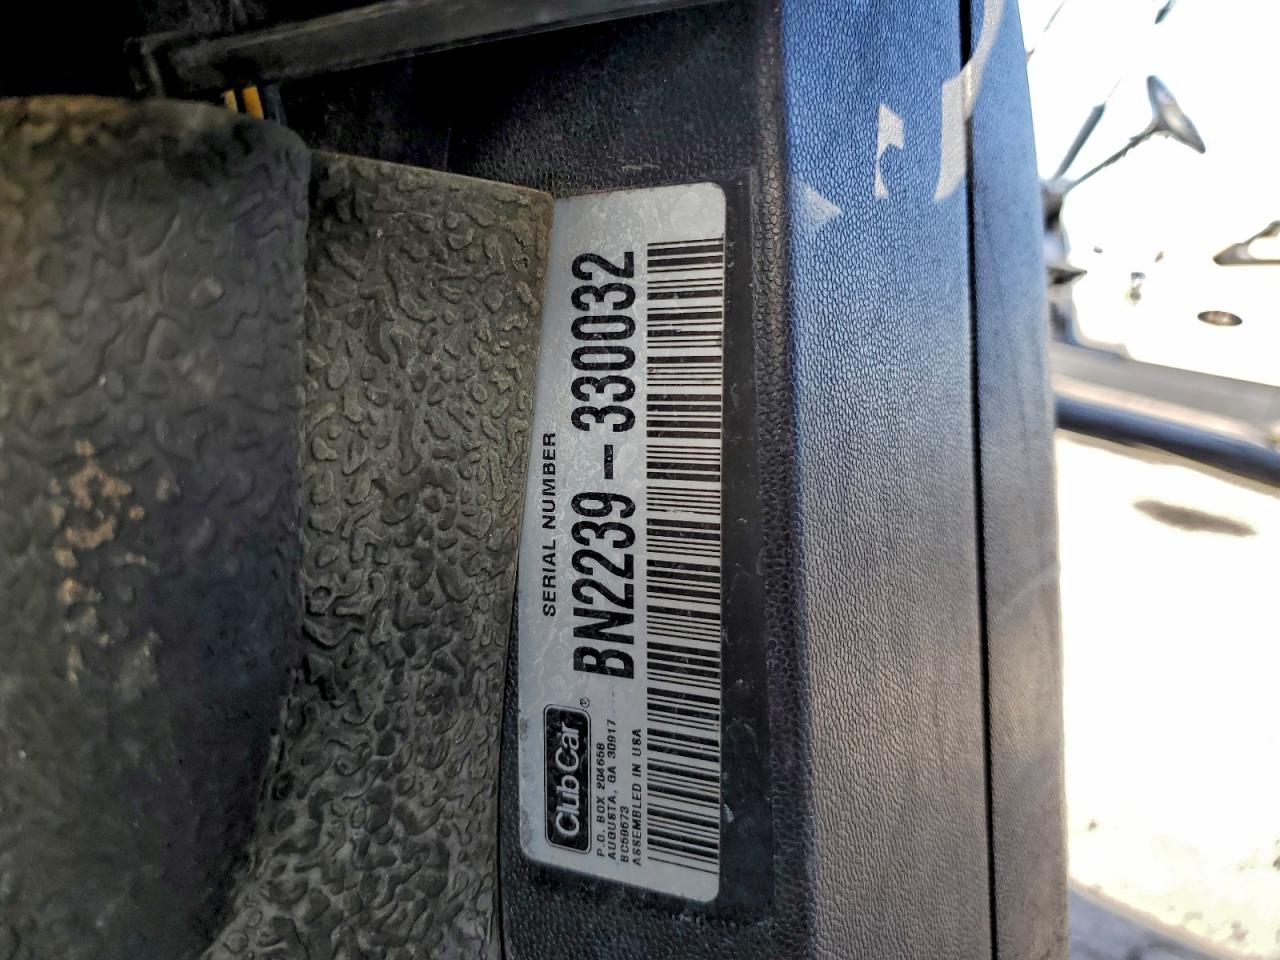 SERIAL NUMBER
BN2239-330032
Club Car®
P.O. BOX 204658
AUGUSTA, GA 30917
BC59673
ASSEMBLED IN USA